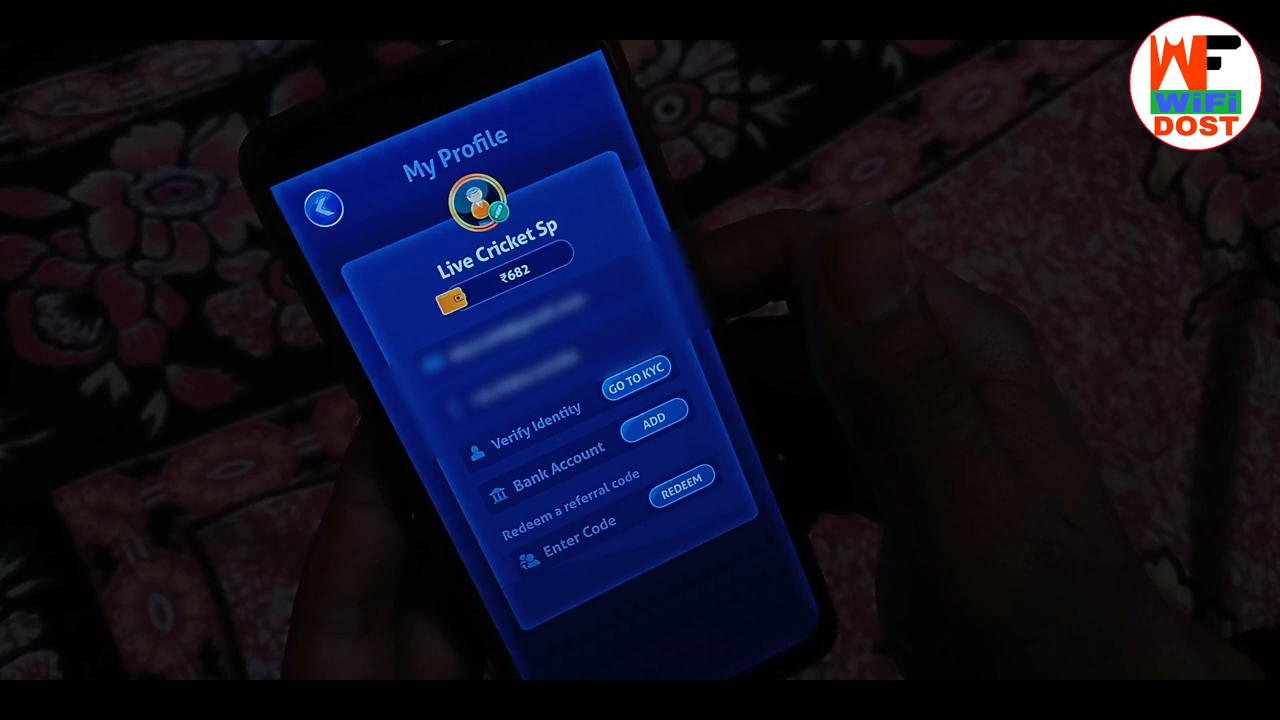 WF
WiFi
DOST
My Profile
Live Cricket Sp
₹682
Verify Identity
GO TO KYC
Bank Account
ADD
Redeem a referral code
Enter Code
REDEEM